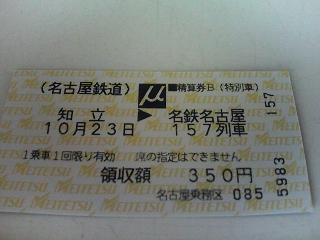 (名古屋鉄道) μ ■精算券B(特別車)
知立 ▶ 名鉄名古屋
10月23日 157列車
1乗車1回限り有効 席の指定はできません
領収額 350円
名古屋乗務区 085
157
5983
MEITETSU